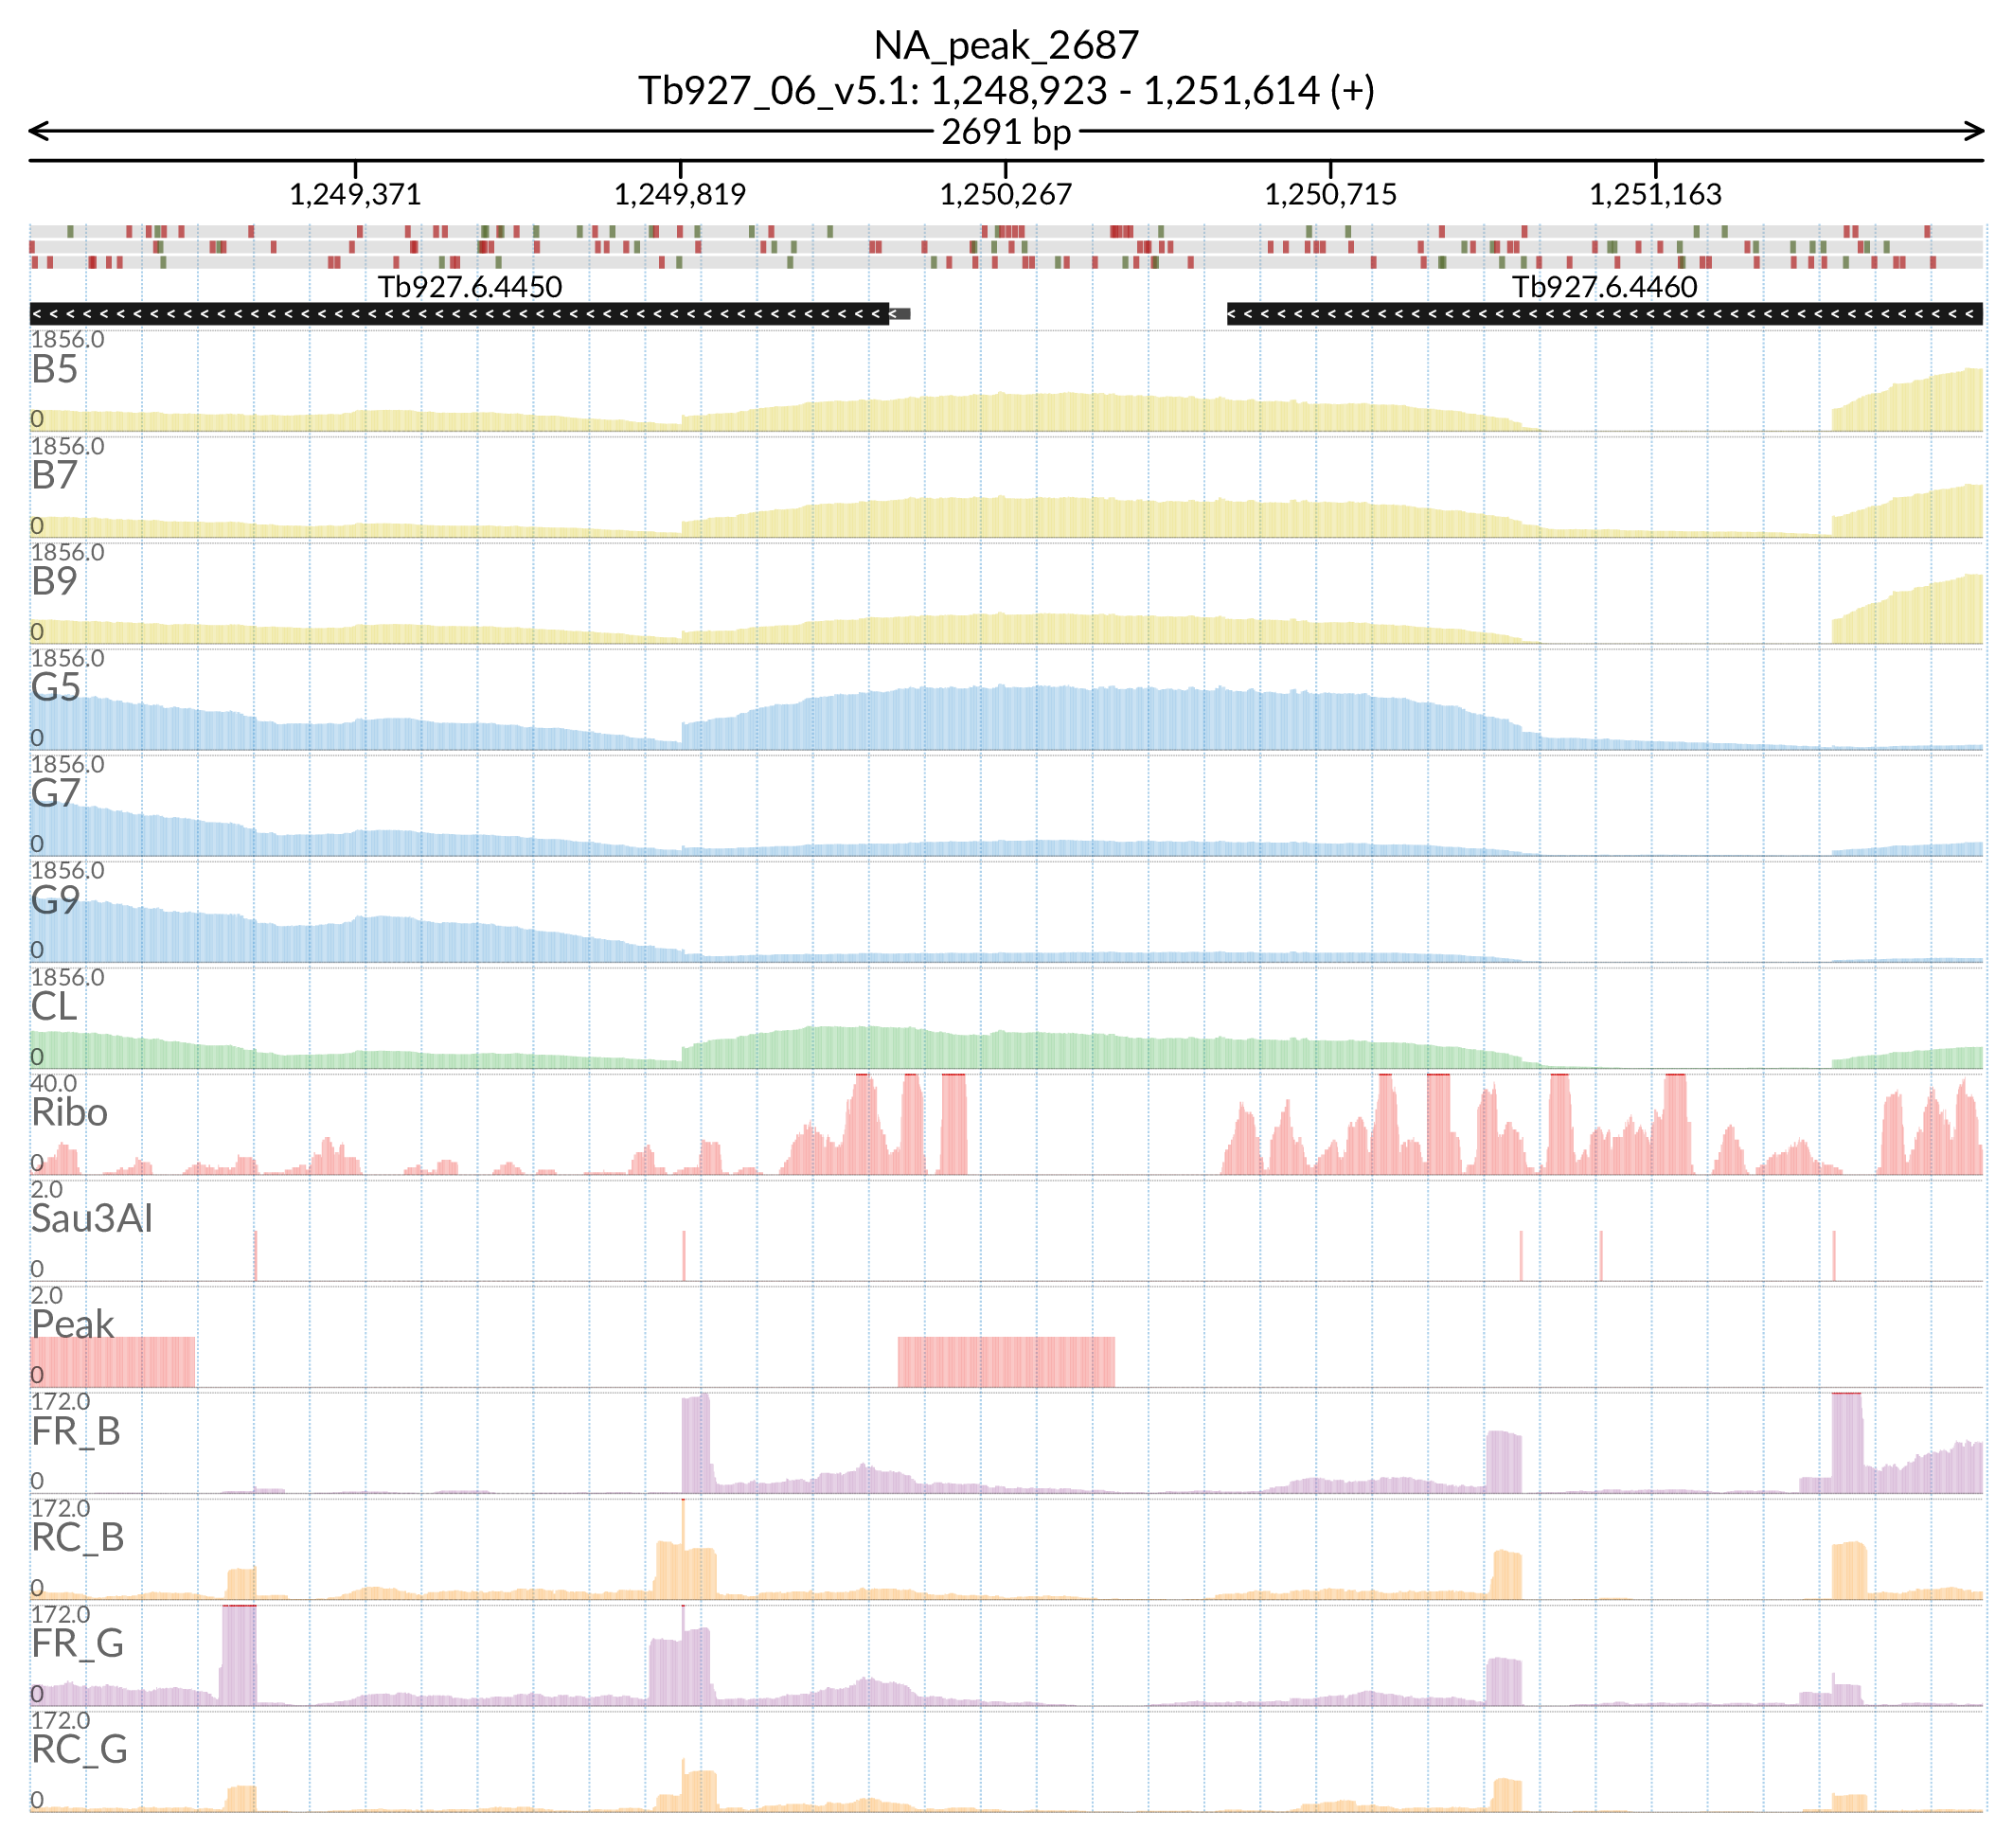 NA_peak_2687
Tb927_06_v5.1: 1,248,923 - 1,251,614 (+)
2691 bp
1,249,371 1,249,819 1,250,267 1,250,715 1,251,163
Tb927.6.4450 Tb927.6.4460
1856.0
B5
0
1856.0
B7
0
1856.0
B9
0
1856.0
G5
0
1856.0
G7
0
1856.0
G9
0
1856.0
CL
0
40.0
Ribo
0
2.0
Sau3AI
0
2.0
Peak
0
172.0
FR_B
0
172.0
RC_B
0
172.0
FR_G
0
172.0
RC_G
0